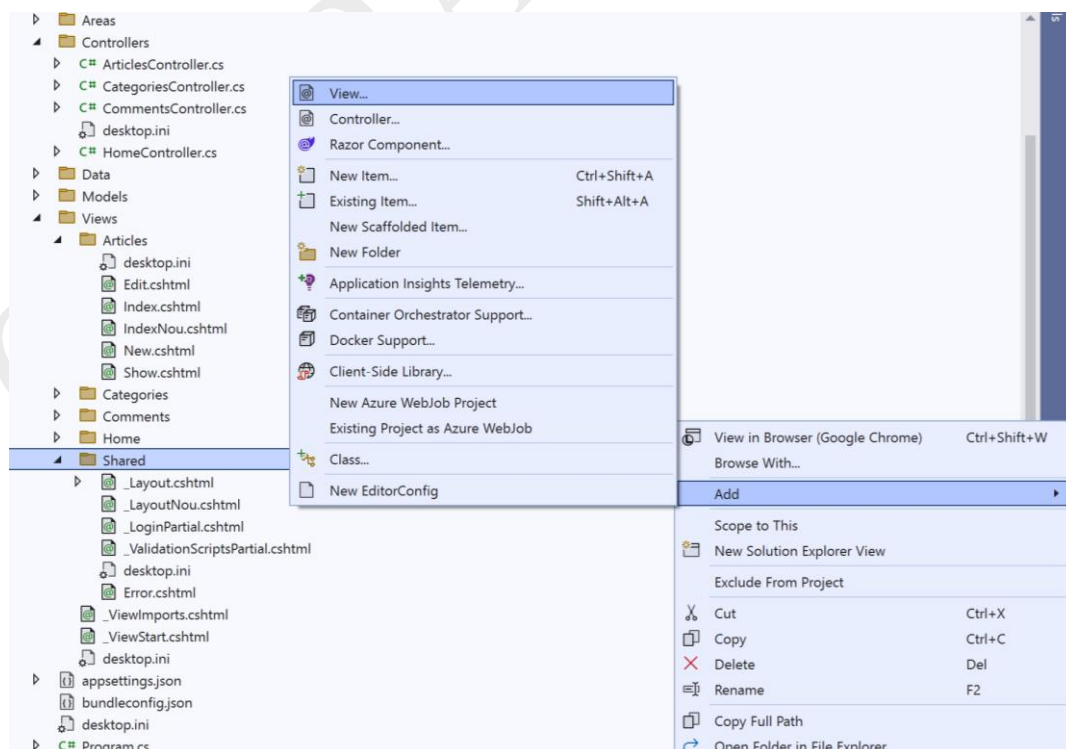 Areas
Controllers
C# ArticlesController.cs
C# CategoriesController.cs
C# CommentsController.cs
desktop.ini
C# HomeController.cs
Data
Models
Views
Articles
desktop.ini
Edit.cshtml
Index.cshtml
IndexNou.cshtml
New.cshtml
Show.cshtml
Categories
Comments
Home
Shared
_Layout.cshtml
_LayoutNou.cshtml
_LoginPartial.cshtml
_ValidationScriptsPartial.cshtml
desktop.ini
Error.cshtml
_ViewImports.cshtml
_ViewStart.cshtml
desktop.ini
appsettings.json
bundleconfig.json
desktop.ini
C# Program.cs
View...
Controller...
Razor Component...
New Item... Ctrl+Shift+A
Existing Item... Shift+Alt+A
New Scaffolded Item...
New Folder
Application Insights Telemetry...
Container Orchestrator Support...
Docker Support...
Client-Side Library...
New Azure WebJob Project
Existing Project as Azure WebJob
Class...
New EditorConfig
View in Browser (Google Chrome) Ctrl+Shift+W
Browse With...
Add
Scope to This
New Solution Explorer View
Exclude From Project
Cut Ctrl+X
Copy Ctrl+C
Delete Del
Rename F2
Copy Full Path
Open Folder in File Explorer